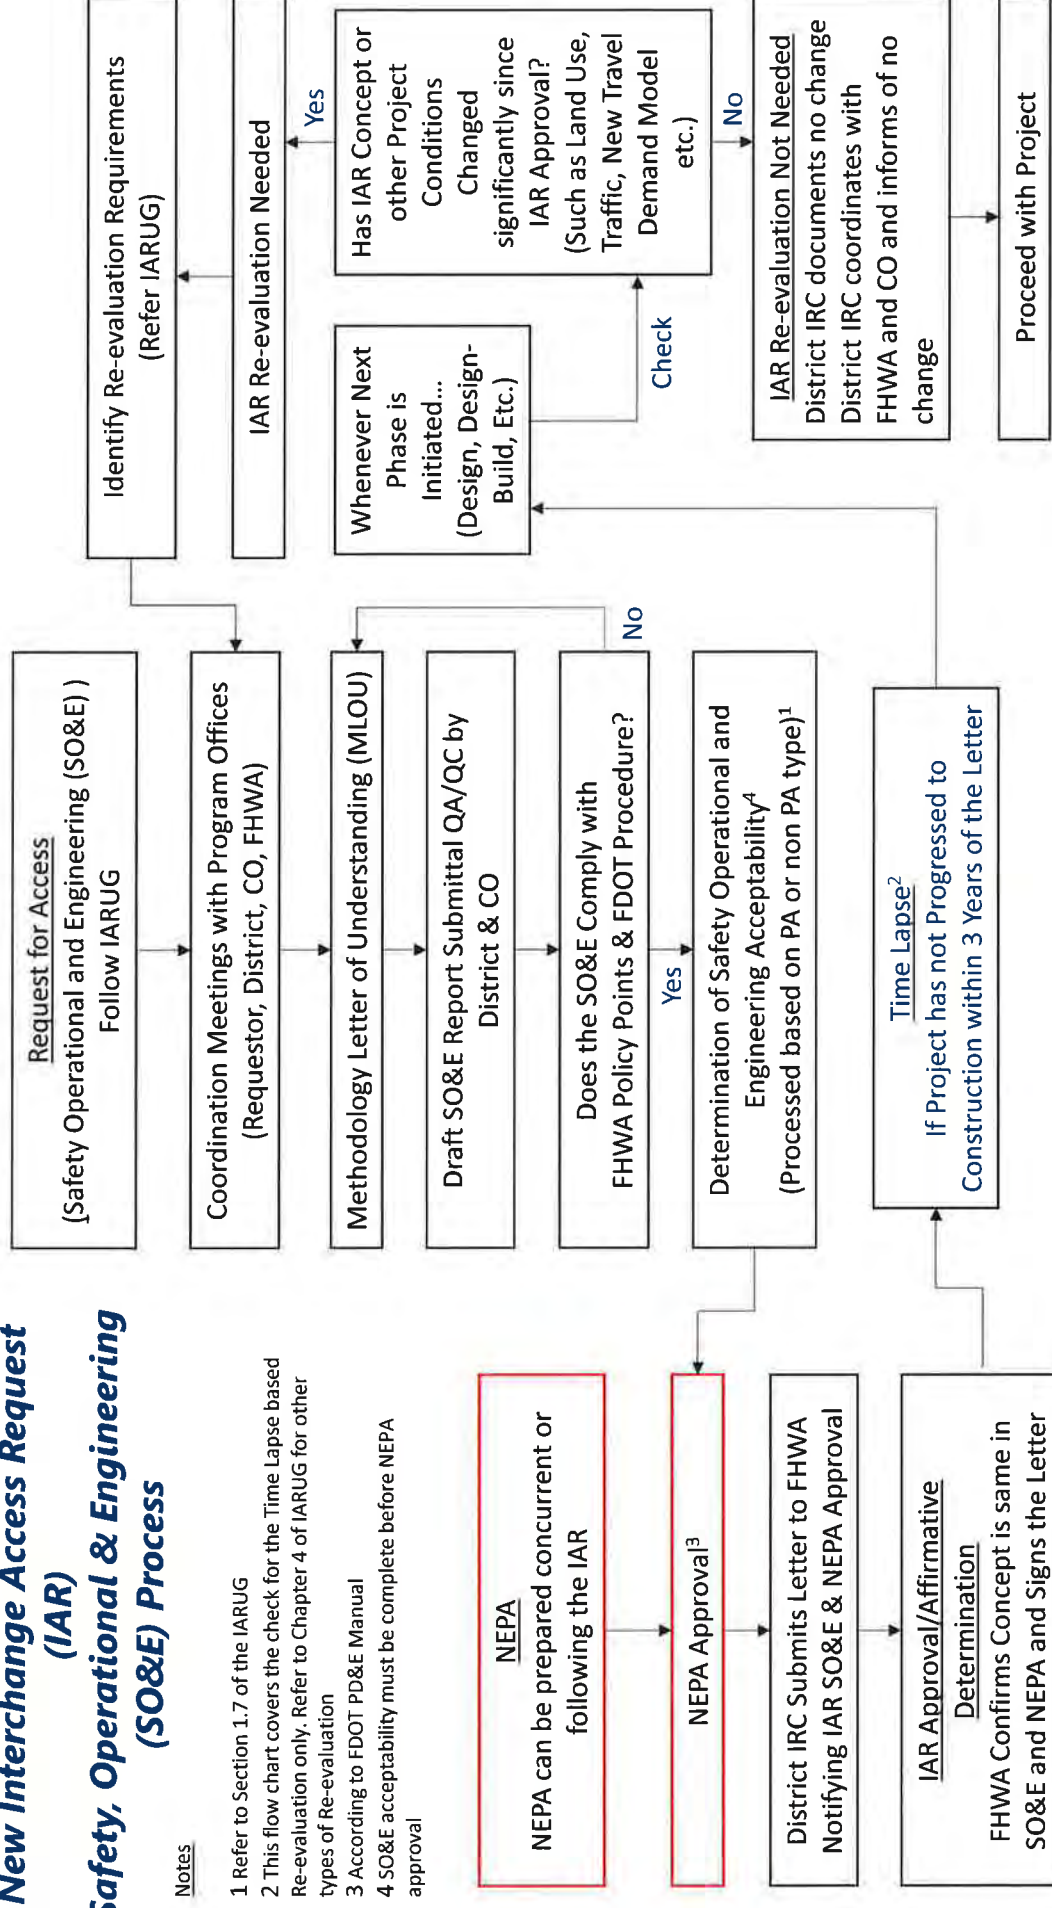 New Interchange Access Request
(IAR)
Safety, Operational & Engineering
(SO&E) Process
Notes
1 Refer to Section 1.7 of the IARUG
2 This flow chart covers the check for the Time Lapse based
Re-evaluation only. Refer to Chapter 4 of IARUG for other
types of Re-evaluation
3 According to FDOT PD&E Manual
4 SO&E acceptability must be complete before NEPA
approval
NEPA
NEPA can be prepared concurrent or
following the IAR
NEPA Approval3
District IRC Submits Letter to FHWA
Notifying IAR SO&E & NEPA Approval
IAR Approval/Affirmative
Determination
FHWA Confirms Concept is same in
SO&E and NEPA and Signs the Letter
Request for Access
(Safety Operational and Engineering (SO&E) )
Follow IARUG
Coordination Meetings with Program Offices
(Requestor, District, CO, FHWA)
Methodology Letter of Understanding (MLOU)
Draft SO&E Report Submittal QA/QC by
District & CO
Does the SO&E Comply with
FHWA Policy Points & FDOT Procedure?
No
Yes
Determination of Safety Operational and
Engineering Acceptability4
(Processed based on PA or non PA type)1
Time Lapse2
If Project has not Progressed to
Construction within 3 Years of the Letter
Identify Re-evaluation Requirements
(Refer IARUG)
IAR Re-evaluation Needed
Yes
Whenever Next
Phase is
Initiated...
(Design, Design-
Build, Etc.)
Check
Has IAR Concept or
other Project
Conditions
Changed
significantly since
IAR Approval?
(Such as Land Use,
Traffic, New Travel
Demand Model
etc.)
No
IAR Re-evaluation Not Needed
District IRC documents no change
District IRC coordinates with
FHWA and CO and informs of no
change
Proceed with Project